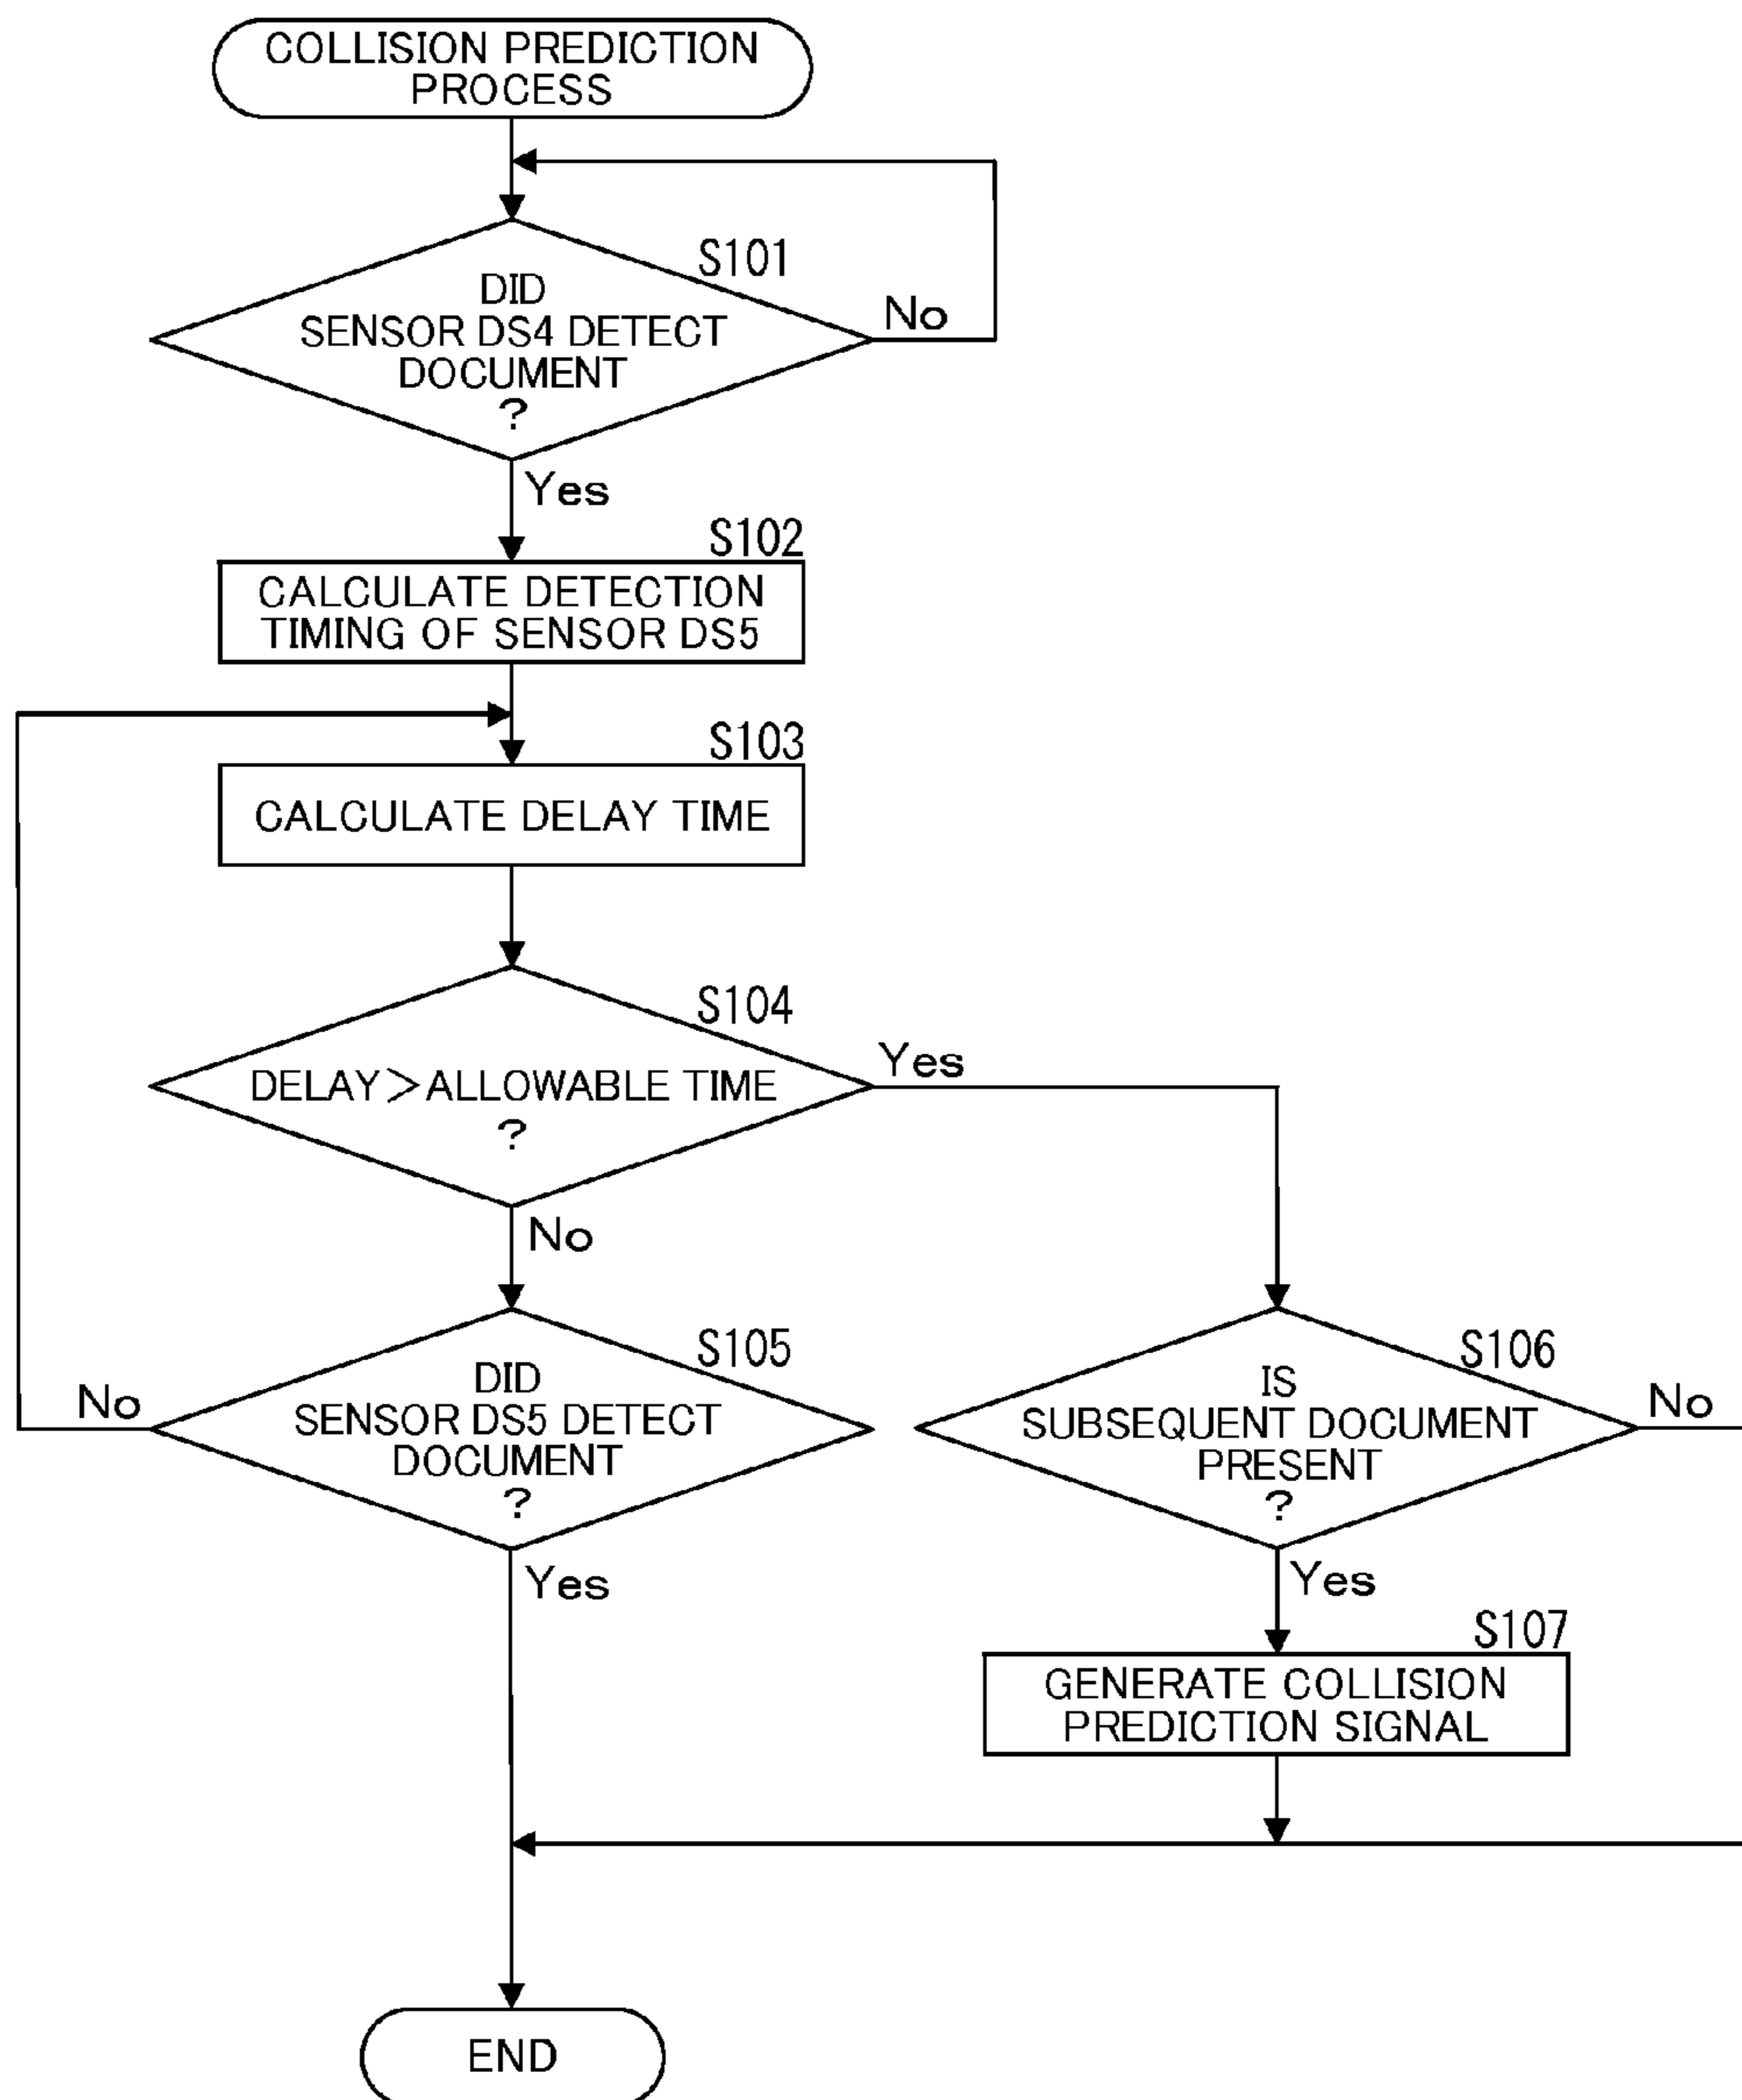 COLLISION PREDICTION
PROCESS
S101
DID
SENSOR DS4 DETECT
DOCUMENT
?
No
Yes
S102
CALCULATE DETECTION
TIMING OF SENSOR DS5
S103
CALCULATE DELAY TIME
S104
DELAY>ALLOWABLE TIME
?
Yes
No
S105
DID
SENSOR DS5 DETECT
DOCUMENT
?
No
Yes
S106
IS
SUBSEQUENT DOCUMENT
PRESENT
?
No
Yes
S107
GENERATE COLLISION
PREDICTION SIGNAL
END